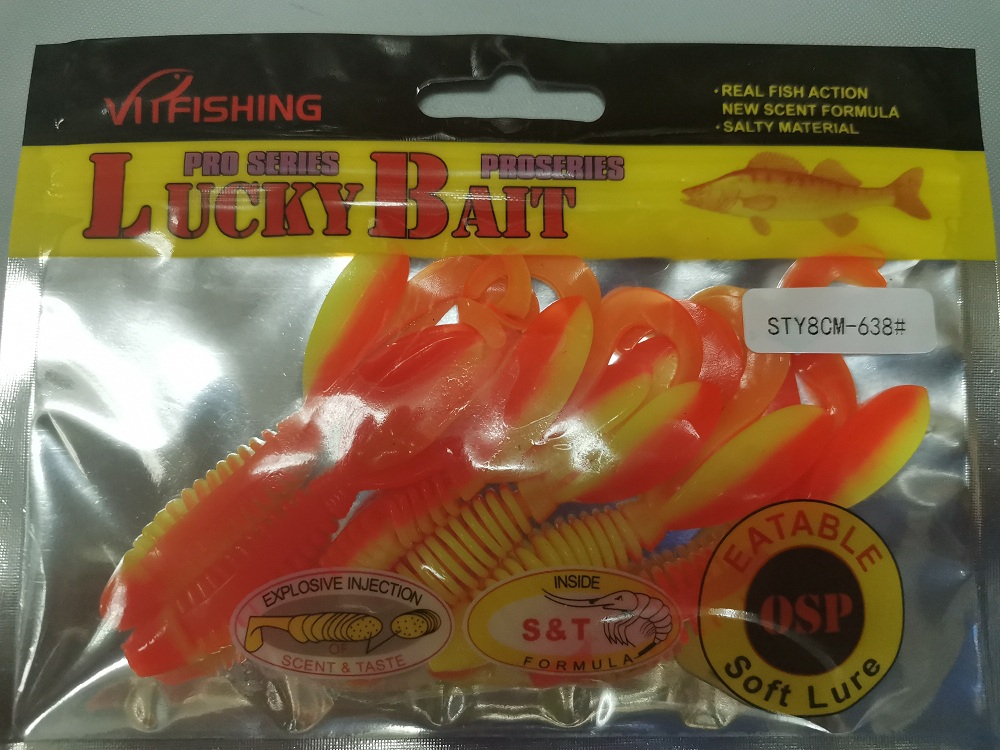 VITFISHING
· REAL FISH ACTION
NEW SCENT FORMULA
· SALTY MATERIAL
PRO SERIES PROSERIES
LUCKY BAIT
STY8CM-638#
EXPLOSIVE INJECTION
OF
SCENT & TASTE
INSIDE
S&T
FORMULA
EATABLE
OSP
Soft Lure